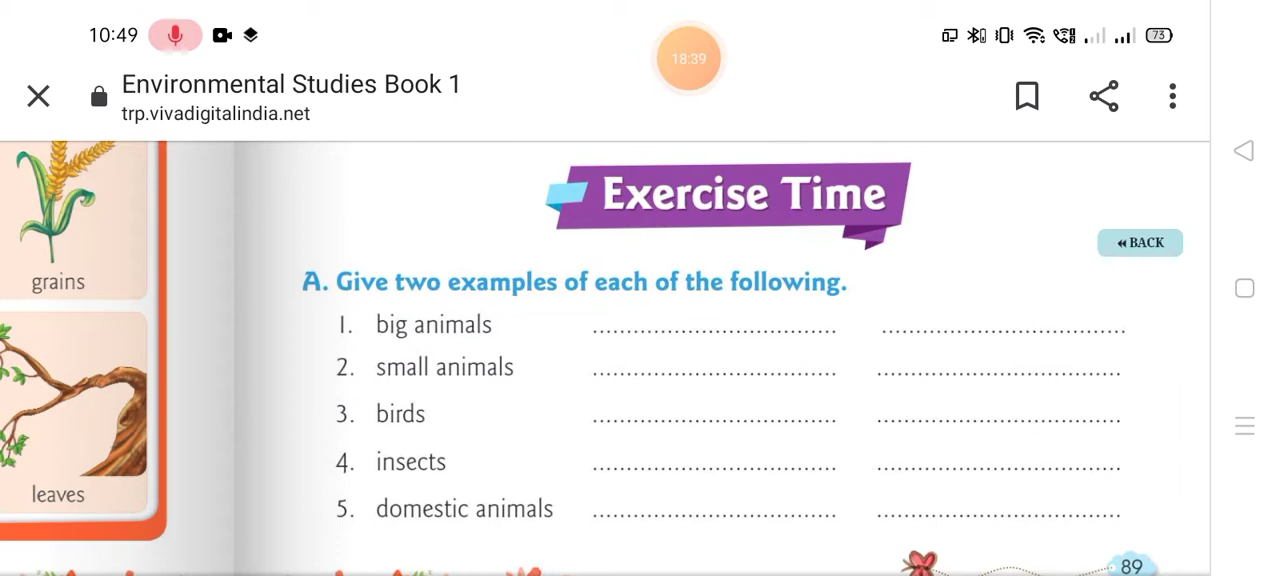 10:49
18:39
73
Environmental Studies Book 1
trp.vivadigitalindia.net
Exercise Time
BACK
grains
A. Give two examples of each of the following.
1. big animals .................................... ....................................
2. small animals .................................... ....................................
3. birds .................................... ....................................
4. insects .................................... ....................................
leaves
5. domestic animals .................................... ....................................
89